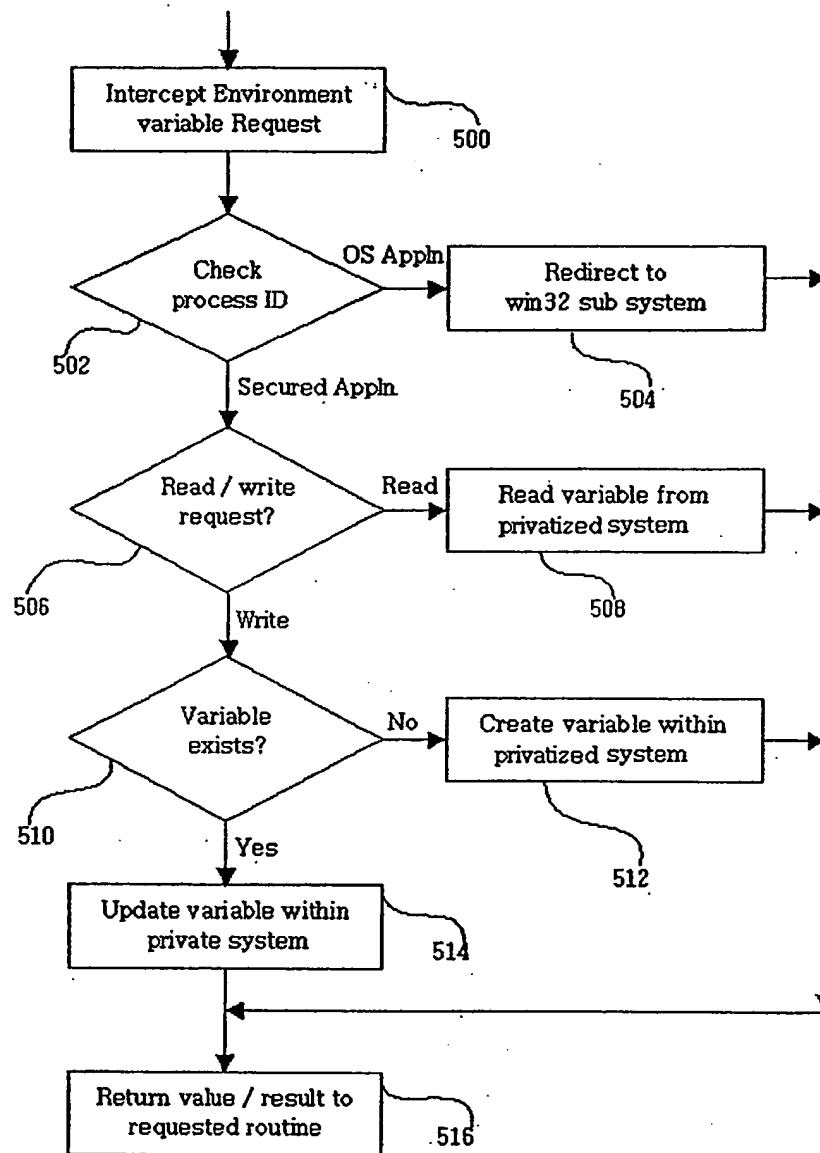 Intercept Environment
variable Request
500
Check
process ID
OS Appln
Redirect to
win32 sub system
502
504
Secured Appln
Read / write
request?
Read
Read variable from
privatized system
506
508
Write
Variable
exists?
No
Create variable within
privatized system
510
512
Yes
Update variable within
private system
514
Return value / result to
requested routine
516